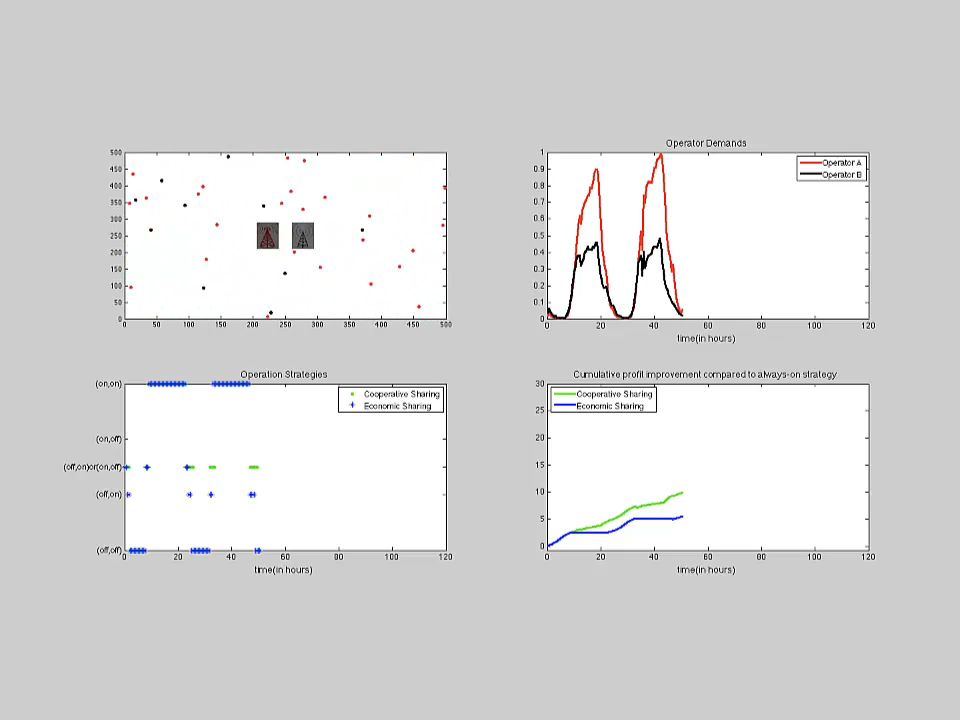 Operator Demands
500
450
400
350
300
250
200
150
100
50
0
0 50 100 150 200 250 300 350 400 450 500
1
0.9
0.8
0.7
0.6
0.5
0.4
0.3
0.2
0.1
0
Operator A
Operator B
0 20 40 60 80 100 120
time(in hours)
Operation Strategies
(on,on)
(on,off)
(off,on)or(on,off)
(off,on)
(off,off)
Cooperative Sharing
Economic Sharing
0 20 40 60 80 100 120
time(in hours)
Cumulative profit improvement compared to always-on strategy
30
25
20
15
10
5
0
Cooperative Sharing
Economic Sharing
0 20 40 60 80 100 120
time(in hours)